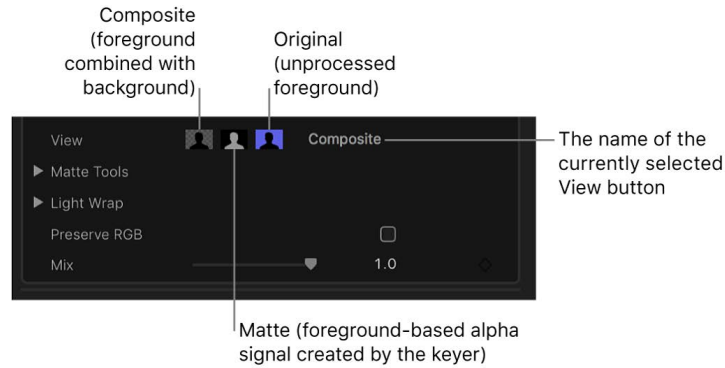 Composite
(foreground
combined with
background)
Original
(unprocessed
foreground)
View
Composite
The name of the
currently selected
View button
Matte Tools
Light Wrap
Preserve RGB
Mix
1.0
Matte (foreground-based alpha
signal created by the keyer)